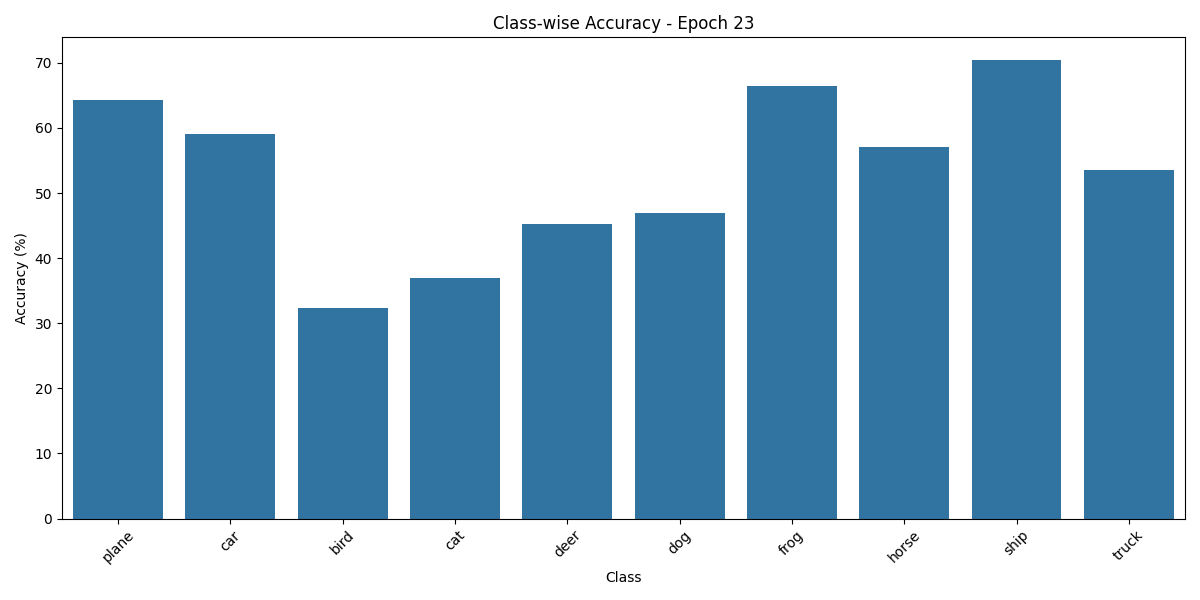 Class-wise Accuracy - Epoch 23
Accuracy (%)
70
60
50
40
30
20
10
0
plane
car
bird
cat
deer
dog
frog
horse
ship
truck
Class